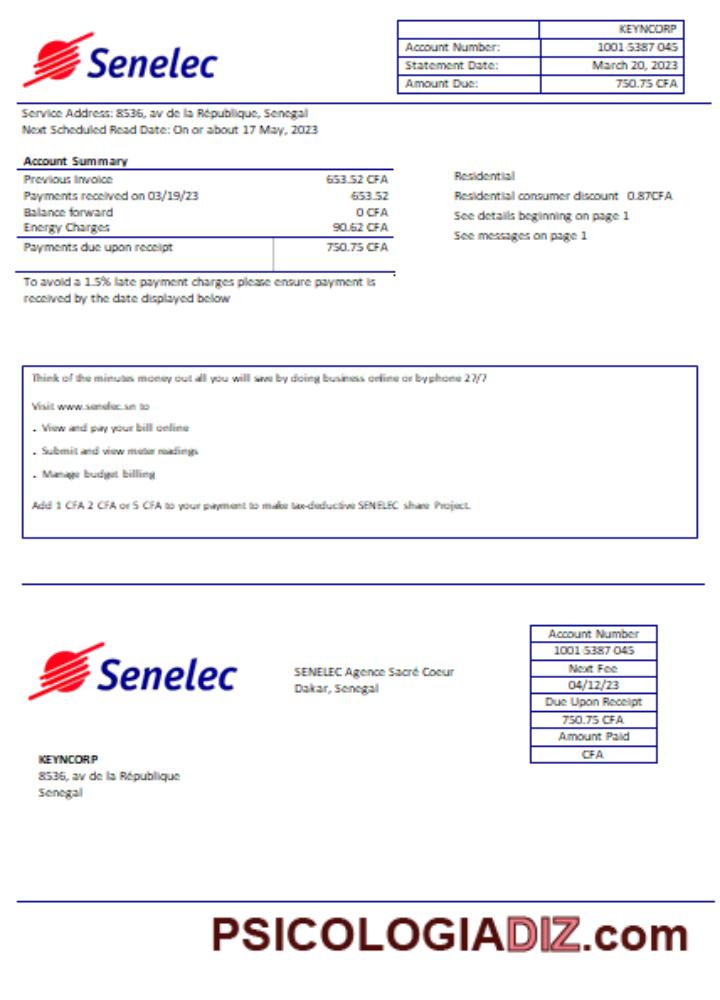 Senelec
KEYNCORP
Account Number: 1001 5387 045
Statement Date: March 20, 2023
Amount Due: 750.75 CFA
Service Address: 8536, av de la République, Senegal
Next Scheduled Read Date: On or about 17 May, 2023
Account Summary
Previous Invoice 653.52 CFA
Payments received on 03/19/23 653.52
Balance forward 0 CFA
Energy Charges 90.62 CFA
Payments due upon receipt 750.75 CFA
Residential
Residential consumer discount 0.87CFA
See details beginning on page 1
See messages on page 1
To avoid a 1.5% late payment charges please ensure payment is
received by the date displayed below
Think of the minutes money out all you will save by doing business online or by phone 27/7
Visit www.senelec.sn to
. View and pay your bill online
. Submit and view meter readings
. Manage budget billing
Add 1 CFA 2 CFA or 5 CFA to your payment to make tax-deductive SENELEC share Project.
Senelec
SENELEC Agence Sacré Coeur
Dakar, Senegal
Account Number
1001 5387 045
Next Fee
04/12/23
Due Upon Receipt
750.75 CFA
Amount Paid
CFA
KEYNCORP
8536, av de la République
Senegal
PSICOLOGIADIZ.com